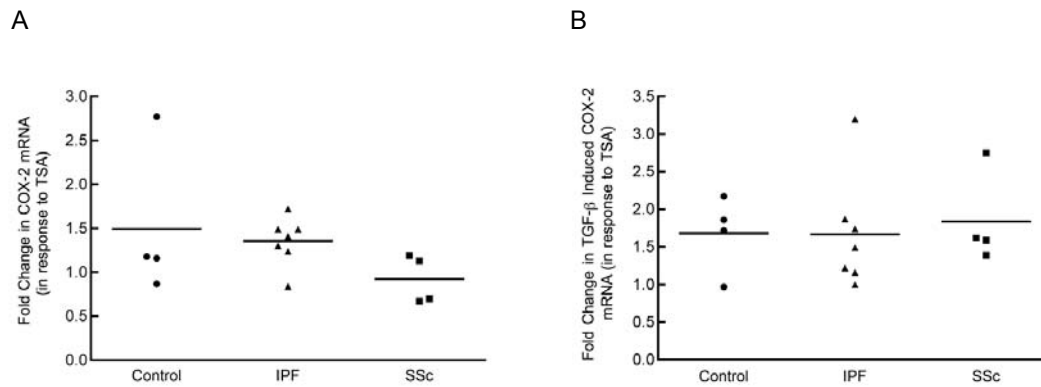 A
B
Fold Change in COX-2 mRNA
(in response to TSA)
3.0
2.5
2.0
1.5
1.0
0.5
0.0
Control
IPF
SSc
Fold Change in TGF-β Induced COX-2
mRNA (in response to TSA)
3.5
3.0
2.5
2.0
1.5
1.0
0.5
0.0
Control
IPF
SSc